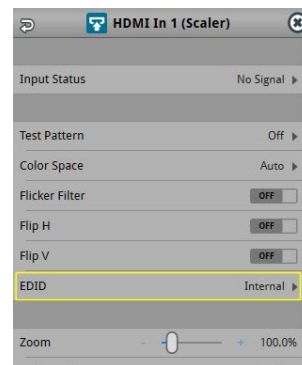 HDMI In 1 (Scaler)
Input Status No Signal
Test Pattern Off
Color Space Auto
Flicker Filter OFF
Flip H OFF
Flip V OFF
EDID Internal
Zoom - + 100.0%